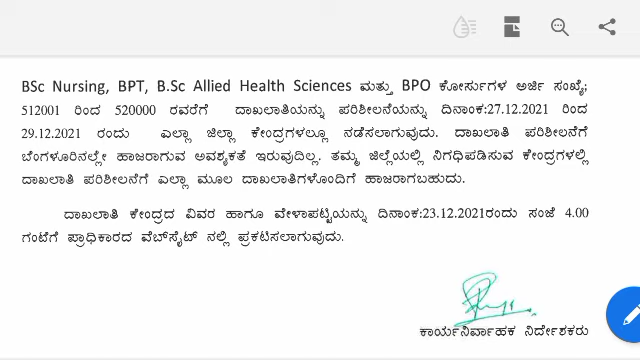 BSc Nursing, BPT, B.Sc Allied Health Sciences ಮತ್ತು BPO ಕೋರ್ಸುಗಳ ಅರ್ಜಿ ಸಂಖ್ಯೆ;
512001 ರಿಂದ 520000 ರವರೆಗೆ ದಾಖಲಾತಿಯನ್ನು ಪರಿಶೀಲನೆಯನ್ನು ದಿನಾಂಕ:27.12.2021 ರಿಂದ
29.12.2021 ರಂದು ಎಲ್ಲಾ ಜಿಲ್ಲಾ ಕೇಂದ್ರಗಳಲ್ಲೂ ನಡೆಸಲಾಗುವುದು. ದಾಖಲಾತಿ ಪರಿಶೀಲನೆಗೆ
ಬೆಂಗಳೂರಿನಲ್ಲೇ ಹಾಜರಾಗುವ ಅವಶ್ಯಕತೆ ಇರುವುದಿಲ್ಲ. ತಮ್ಮ ಜಿಲ್ಲೆಯಲ್ಲಿ ನಿಗಧಿಪಡಿಸುವ ಕೇಂದ್ರಗಳಲ್ಲಿ
ದಾಖಲಾತಿ ಪರಿಶೀಲನೆಗೆ ಎಲ್ಲಾ ಮೂಲ ದಾಖಲಾತಿಗಳೊಂದಿಗೆ ಹಾಜರಾಗಬಹುದು.
ದಾಖಲಾತಿ ಕೇಂದ್ರದ ವಿವರ ಹಾಗೂ ವೇಳಾಪಟ್ಟಿಯನ್ನು ದಿನಾಂಕ:23.12.2021ರಂದು ಸಂಜೆ 4.00
ಗಂಟೆಗೆ ಪ್ರಾಧಿಕಾರದ ವೆಬ್‌ಸೈಟ್ ನಲ್ಲಿ ಪ್ರಕಟಿಸಲಾಗುವುದು.
ಕಾರ್ಯನಿರ್ವಾಹಕ ನಿರ್ದೇಶಕರು